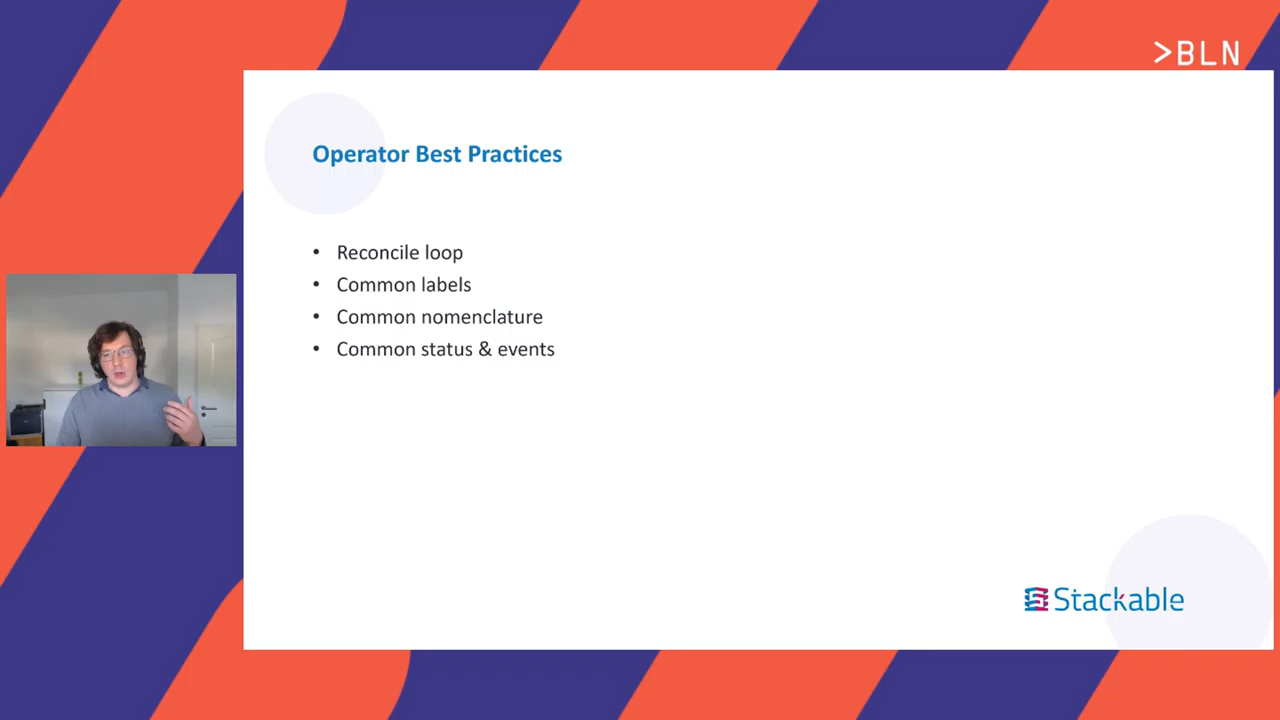 >BLN
Operator Best Practices
• Reconcile loop
• Common labels
• Common nomenclature
• Common status & events
Stackable